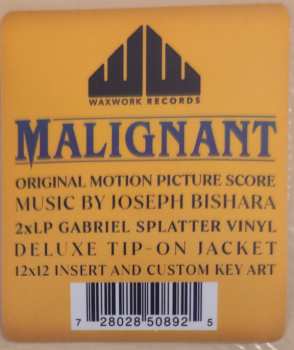 WAXWORK RECORDS
MALIGNANT
ORIGINAL MOTION PICTURE SCORE
MUSIC BY JOSEPH BISHARA
2xLP GABRIEL SPLATTER VINYL
DELUXE TIP-ON JACKET
12x12 INSERT AND CUSTOM KEY ART
7 28028 50892 5